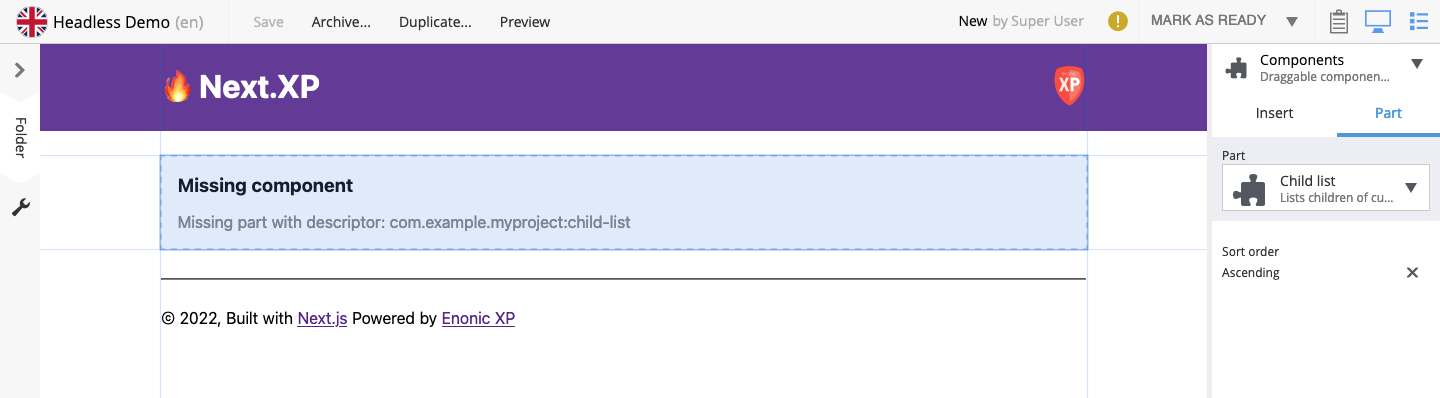 Headless Demo (en)
Save
Archive...
Duplicate...
Preview
New by Super User
MARK AS READY
Folder
Next.XP
XP
Missing component
Missing part with descriptor: com.example.myproject:child-list
© 2022, Built with Next.js Powered by Enonic XP
Components
Draggable componen...
Insert
Part
Part
Child list
Lists children of cu...
Sort order
Ascending